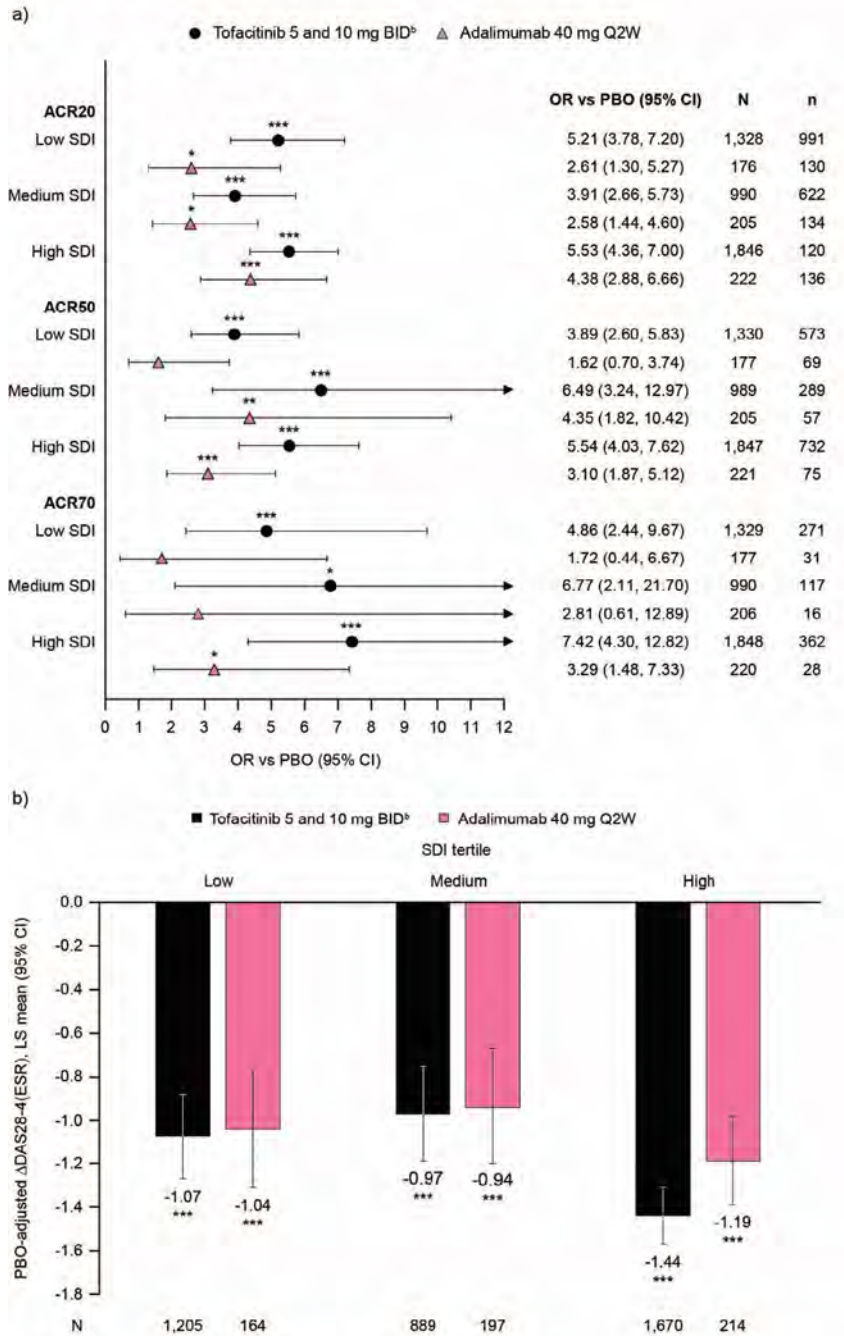 a)
● Tofacitinib 5 and 10 mg BIDᵇ ▲ Adalimumab 40 mg Q2W
OR vs PBO (95% CI) N n
ACR20
Low SDI *** 5.21 (3.78, 7.20) 1,328 991
* 2.61 (1.30, 5.27) 176 130
Medium SDI *** 3.91 (2.66, 5.73) 990 622
* 2.58 (1.44, 4.60) 205 134
High SDI *** 5.53 (4.36, 7.00) 1,846 120
*** 4.38 (2.88, 6.66) 222 136
ACR50
Low SDI *** 3.89 (2.60, 5.83) 1,330 573
1.62 (0.70, 3.74) 177 69
Medium SDI *** 6.49 (3.24, 12.97) 989 289
** 4.35 (1.82, 10.42) 205 57
High SDI *** 5.54 (4.03, 7.62) 1,847 732
*** 3.10 (1.87, 5.12) 221 75
ACR70
Low SDI *** 4.86 (2.44, 9.67) 1,329 271
1.72 (0.44, 6.67) 177 31
Medium SDI * 6.77 (2.11, 21.70) 990 117
2.81 (0.61, 12.89) 206 16
High SDI *** 7.42 (4.30, 12.82) 1,848 362
* 3.29 (1.48, 7.33) 220 28
0 1 2 3 4 5 6 7 8 9 10 11 12
OR vs PBO (95% CI)
b)
■ Tofacitinib 5 and 10 mg BIDᵇ ■ Adalimumab 40 mg Q2W
SDI tertile
Low Medium High
PBO-adjusted ΔDAS28-4(ESR), LS mean (95% CI)
0.0
-0.2
-0.4
-0.6
-0.8
-1.0
-1.2
-1.4
-1.6
-1.8
-1.07 -1.04 -0.97 -0.94 -1.44 -1.19
*** *** *** *** *** ***
N 1,205 164 889 197 1,670 214